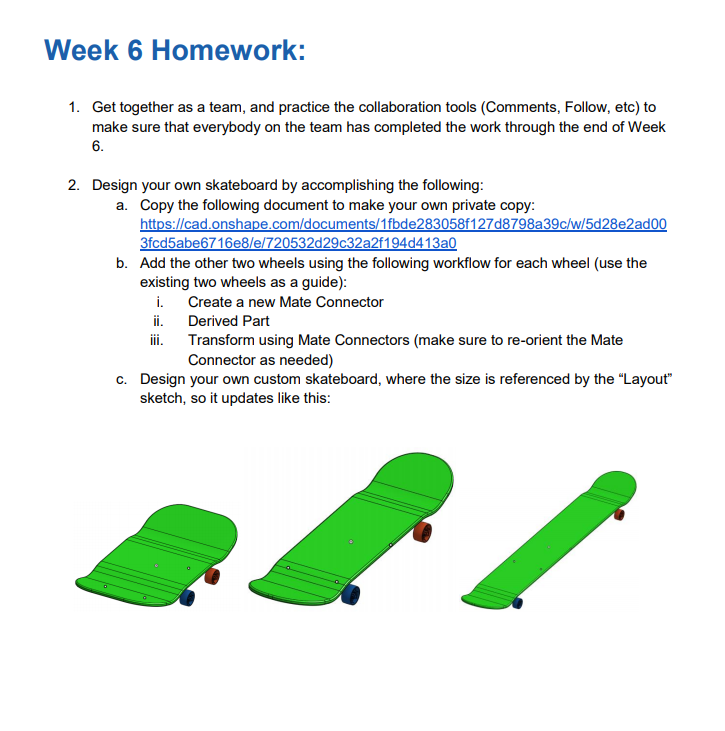 Week 6 Homework:
1. Get together as a team, and practice the collaboration tools (Comments, Follow, etc) to
make sure that everybody on the team has completed the work through the end of Week
6.
2. Design your own skateboard by accomplishing the following:
a. Copy the following document to make your own private copy:
https://cad.onshape.com/documents/1fbde283058f127d8798a39c/w/5d28e2ad00
3fcd5abe6716e8/e/720532d29c32a2f194d413a0
b. Add the other two wheels using the following workflow for each wheel (use the
existing two wheels as a guide):
i. Create a new Mate Connector
ii. Derived Part
iii. Transform using Mate Connectors (make sure to re-orient the Mate
Connector as needed)
c. Design your own custom skateboard, where the size is referenced by the “Layout”
sketch, so it updates like this: